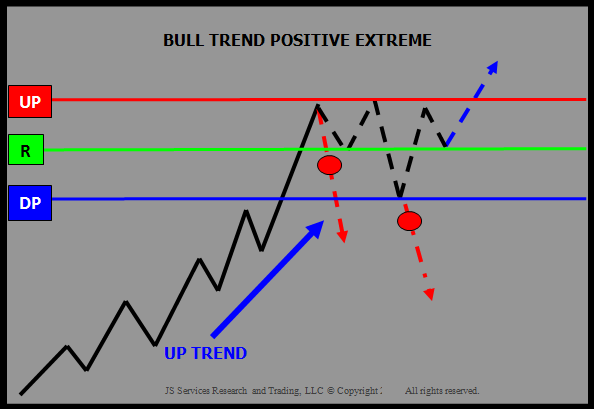 BULL TREND POSITIVE EXTREME
UP
R
DP
UP TREND
JS Services Research and Trading, LLC © Copyright All rights reserved.